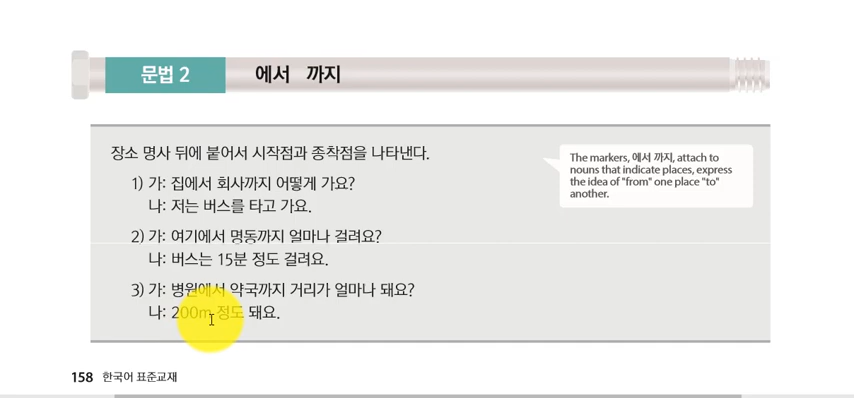 문법 2 에서 까지
장소 명사 뒤에 붙어서 시작점과 종착점을 나타낸다.
The markers, 에서 까지, attach to
nouns that indicate places, express
the idea of "from" one place "to"
another.
1) 가: 집에서 회사까지 어떻게 가요?
나: 저는 버스를 타고 가요.
2) 가: 여기에서 명동까지 얼마나 걸려요?
나: 버스는 15분 정도 걸려요.
3) 가: 병원에서 약국까지 거리가 얼마나 돼요?
나: 200m 정도 돼요.
158 한국어 표준교재